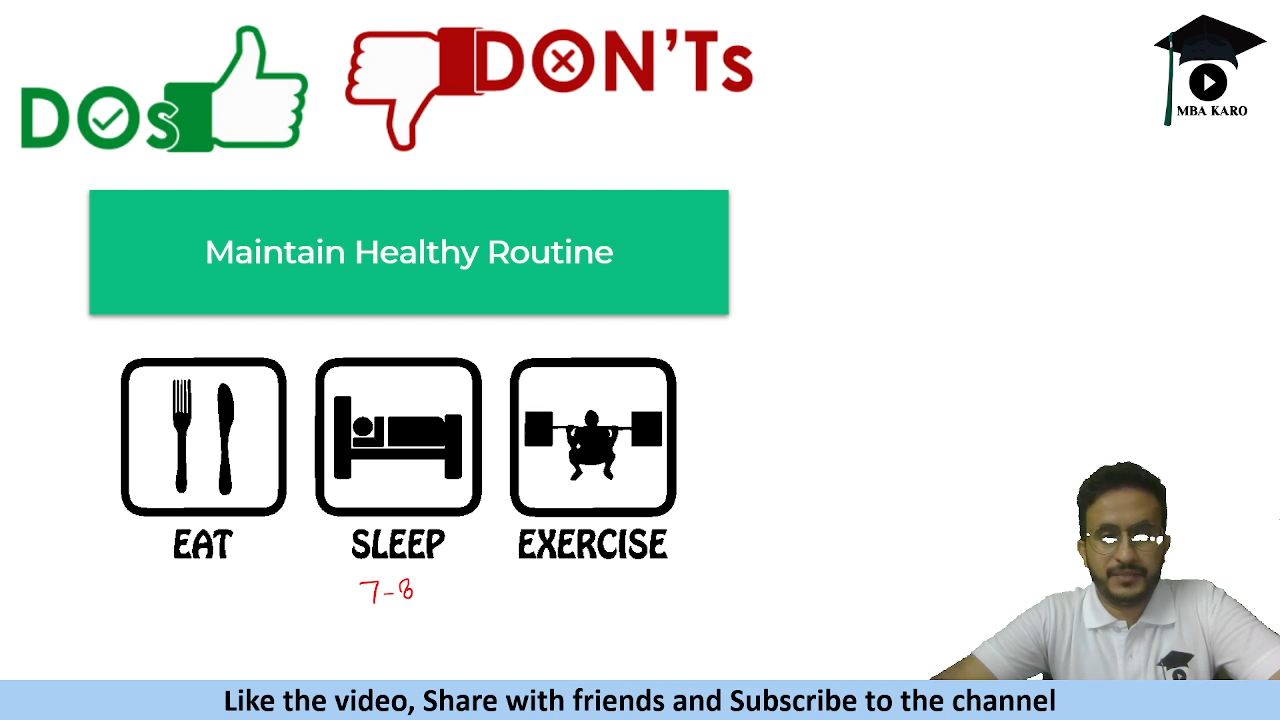 DOs
DON'Ts
MBA KARO
Maintain Healthy Routine
EAT
SLEEP
EXERCISE
7-8
Like the video, Share with friends and Subscribe to the channel